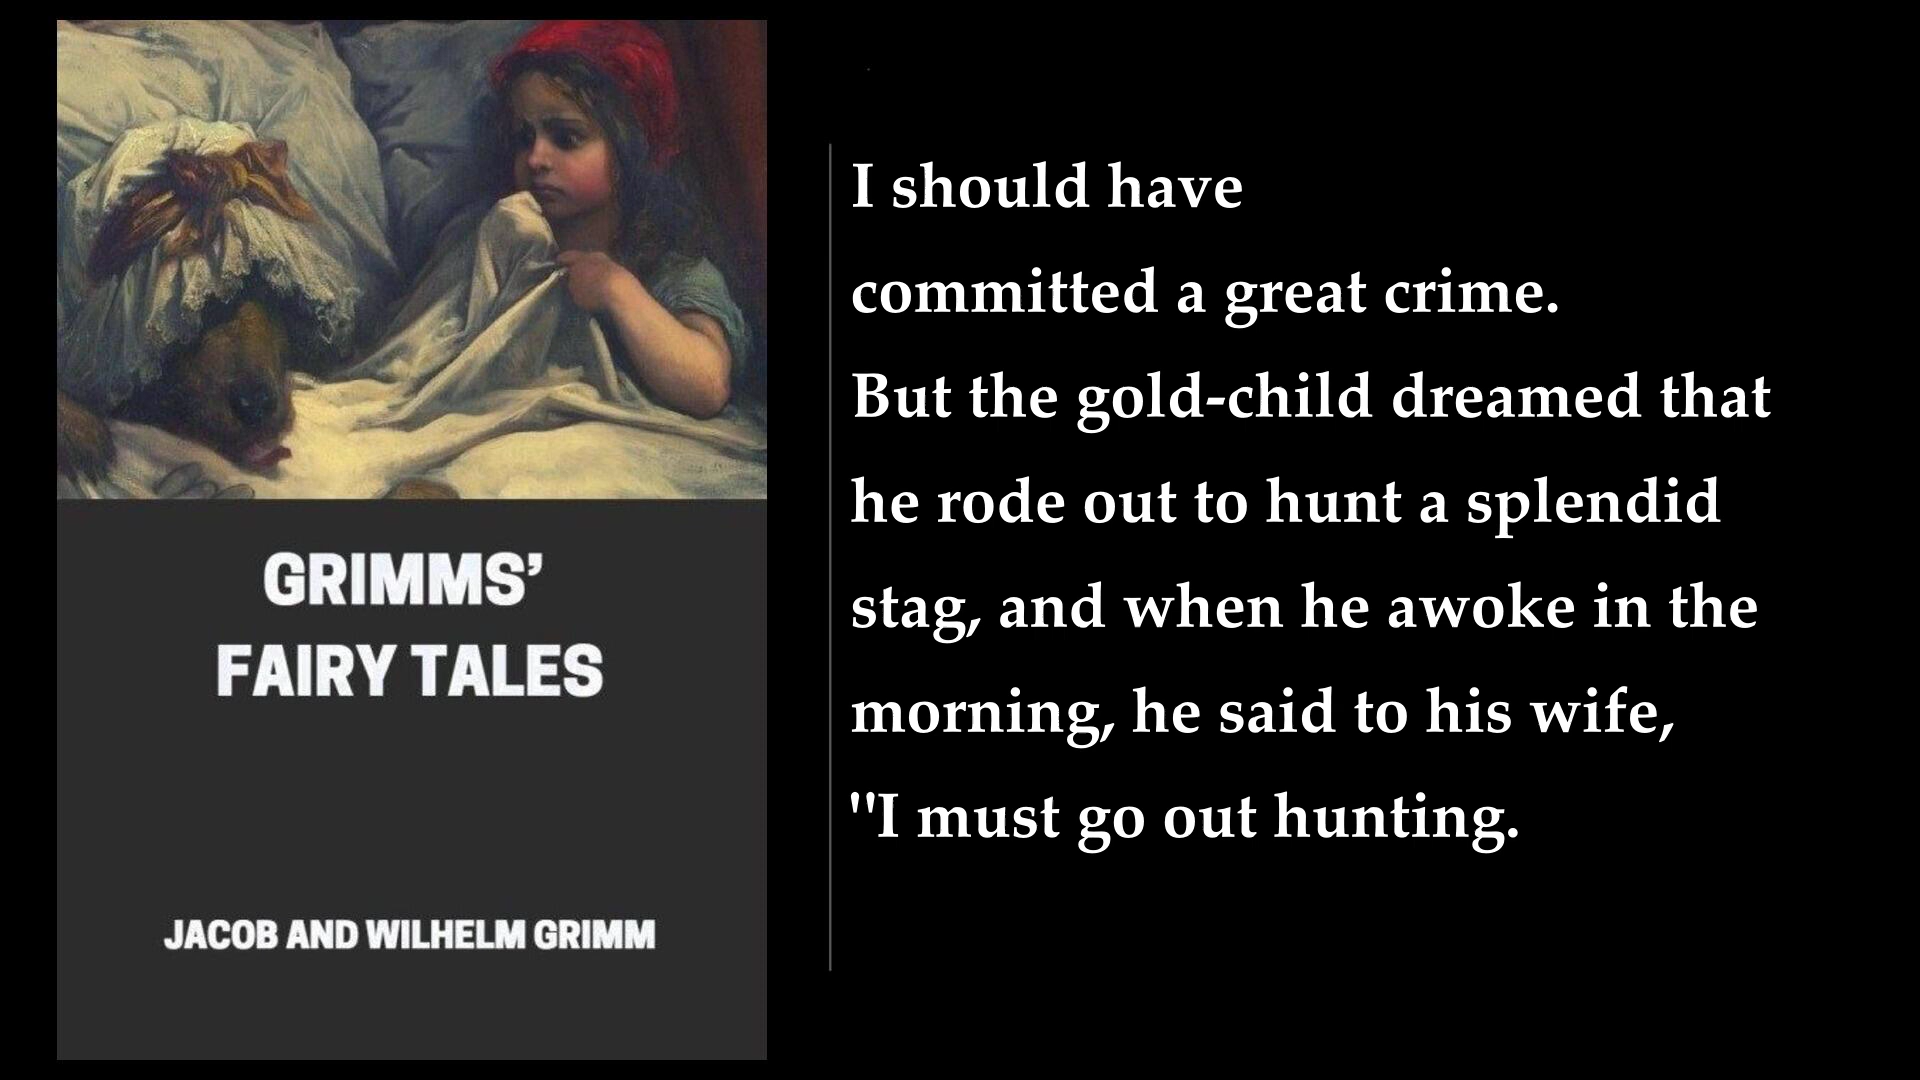 GRIMMS’
FAIRY TALES
JACOB AND WILHELM GRIMM
I should have
committed a great crime.
But the gold-child dreamed that
he rode out to hunt a splendid
stag, and when he awoke in the
morning, he said to his wife,
"I must go out hunting.